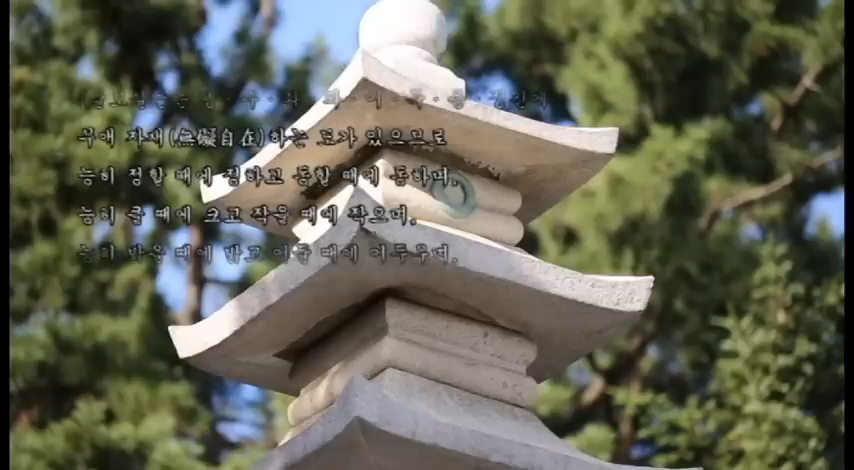 무애 자재(無礙自在)하는 도가 있으므로
능히 정할 때에 정하고 동할 때에 동하며,
능히 클 때에 크고 작을 때에 작으며,
능히 밝을 때에 밝고 어둘 때에 어두우며,